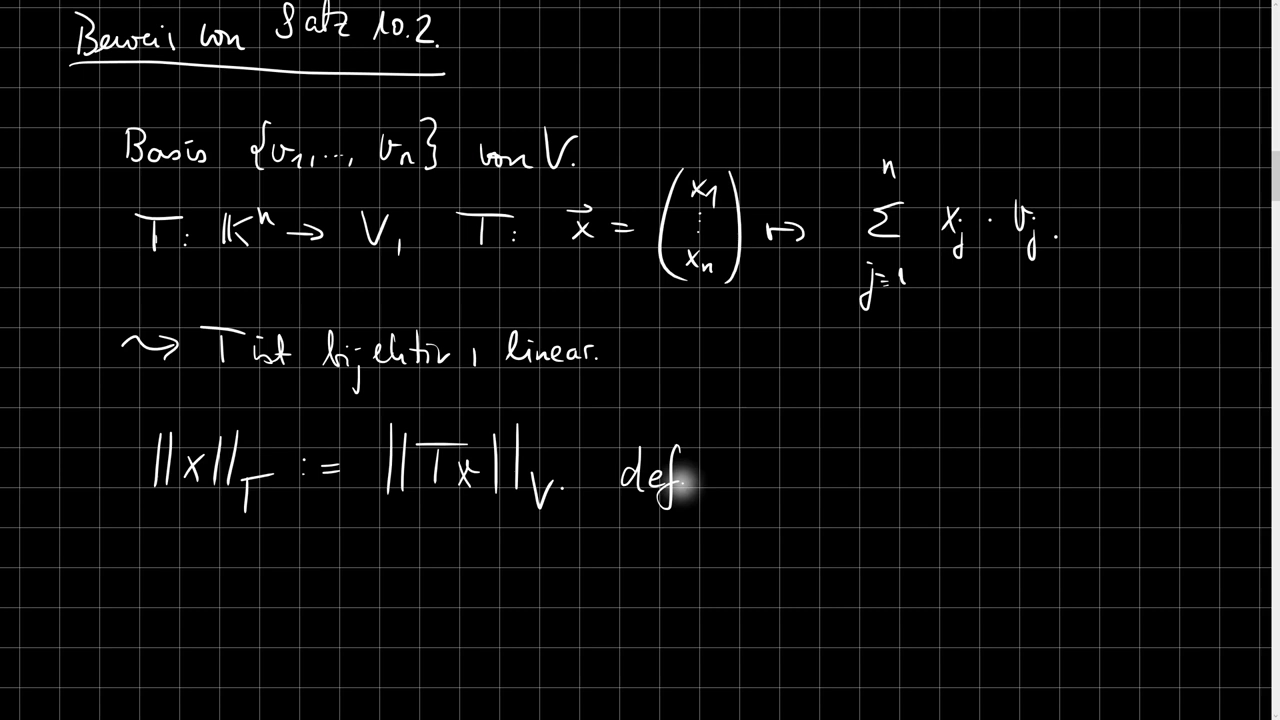 Beweis von Satz 10.2.
Basis {v₁,..., vₙ} von V.
T: 𝕂ⁿ → V, T: x⃗ = (x₁ ⋮ xₙ) ↦ ∑_{j=1}^{n} xⱼ · vⱼ.
⇝ T ist bijektiv, linear.
||x||_T := ||Tx||_V. def